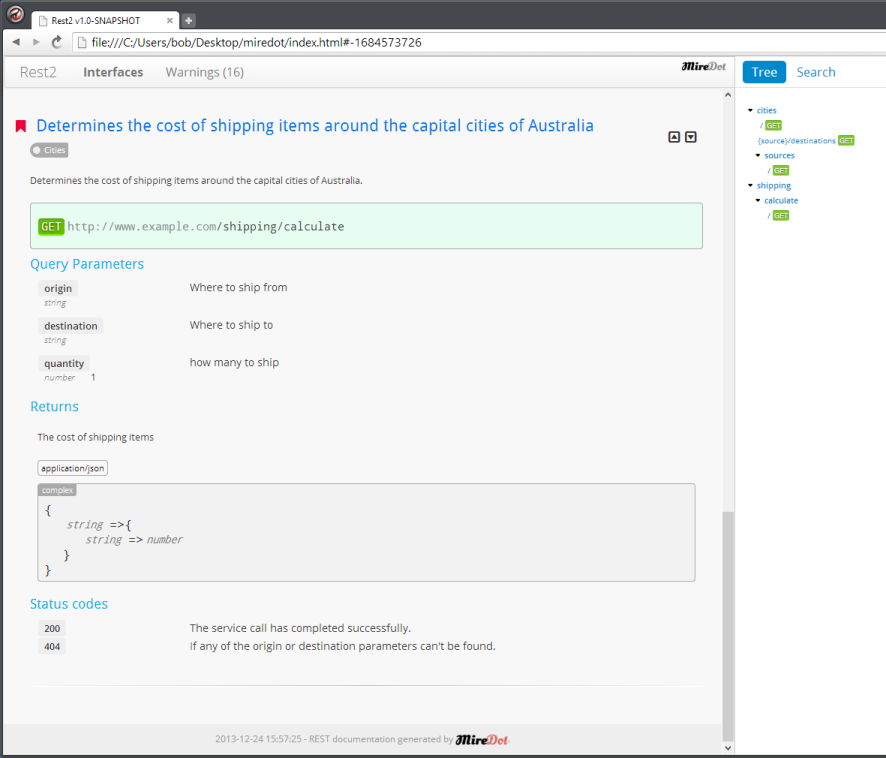 Rest2 v1.0-SNAPSHOT
file:///C:/Users/bob/Desktop/miredot/index.html#-1684573726
Rest2 Interfaces Warnings (16) MireDot
Tree Search
Determines the cost of shipping items around the capital cities of Australia
Cities
Determines the cost of shipping items around the capital cities of Australia.
GET http://www.example.com/shipping/calculate
Query Parameters
origin Where to ship from
string
destination Where to ship to
string
quantity how many to ship
number 1
Returns
The cost of shipping items
application/json
complex
{
string =>{
string => number
}
}
Status codes
200 The service call has completed successfully.
404 If any of the origin or destination parameters can't be found.
2013-12-24 15:57:25 - REST documentation generated by MireDot
cities
/ GET
{source}/destinations GET
sources
/ GET
shipping
calculate
/ GET